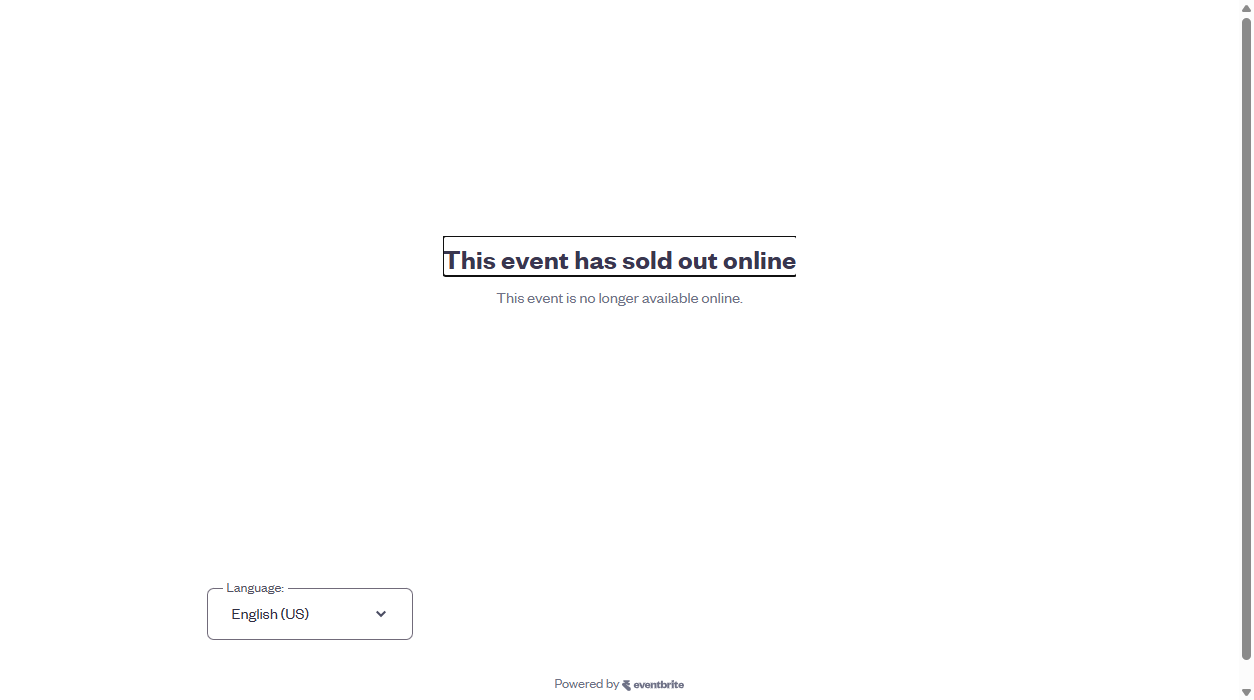 This event has sold out online
This event is no longer available online.
Language:
English (US)
Powered by eventbrite